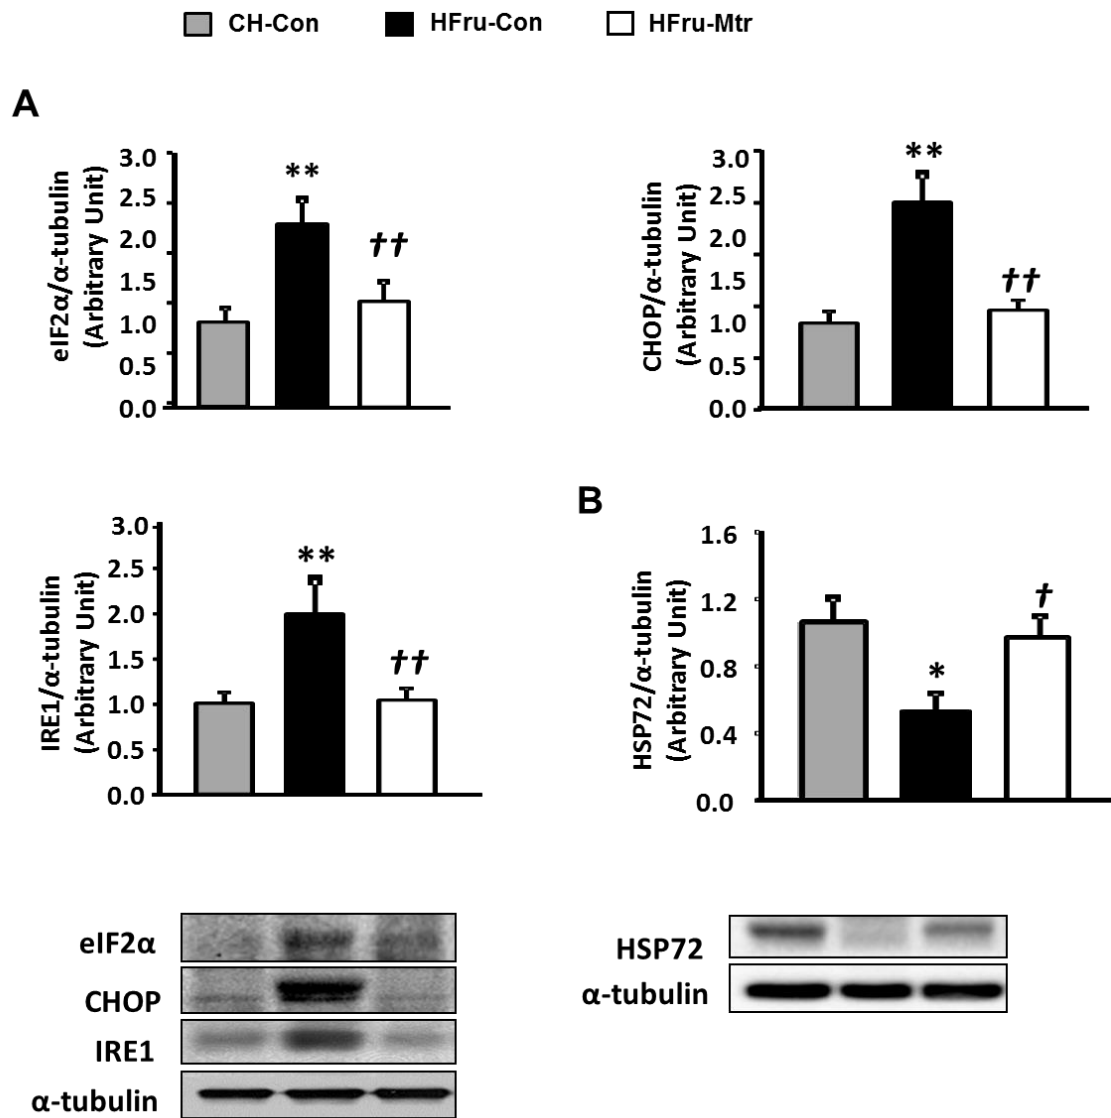 CH-Con HFru-Con HFru-Mtr
A
eIF2α/α-tubulin
(Arbitrary Unit)
3.0
2.5
2.0
1.5
1.0
0.5
0.0
**
††
CHOP/α-tubulin
(Arbitrary Unit)
3.0
2.5
2.0
1.5
1.0
0.5
0.0
**
††
IRE1/α-tubulin
(Arbitrary Unit)
3.0
2.5
2.0
1.5
1.0
0.5
0.0
**
††
B
HSP72/α-tubulin
(Arbitrary Unit)
1.6
1.2
0.8
0.4
0.0
*
†
eIF2α
CHOP
IRE1
α-tubulin
HSP72
α-tubulin